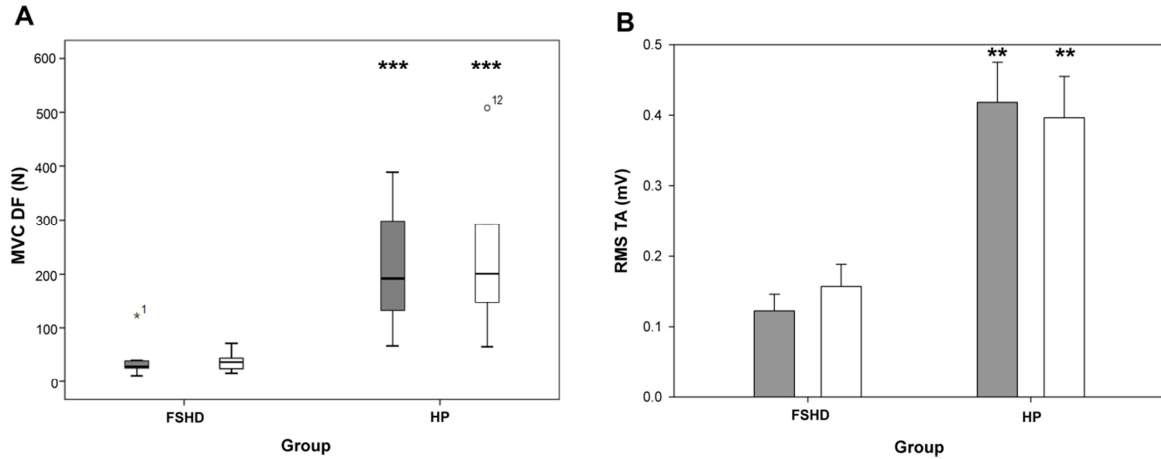 A
MVC DF (N)
600
500
400
300
200
100
0
*** ***
12
* 1
FSHD HP
Group
B
RMS TA (mV)
0.5
0.4
0.3
0.2
0.1
0.0
** **
FSHD HP
Group